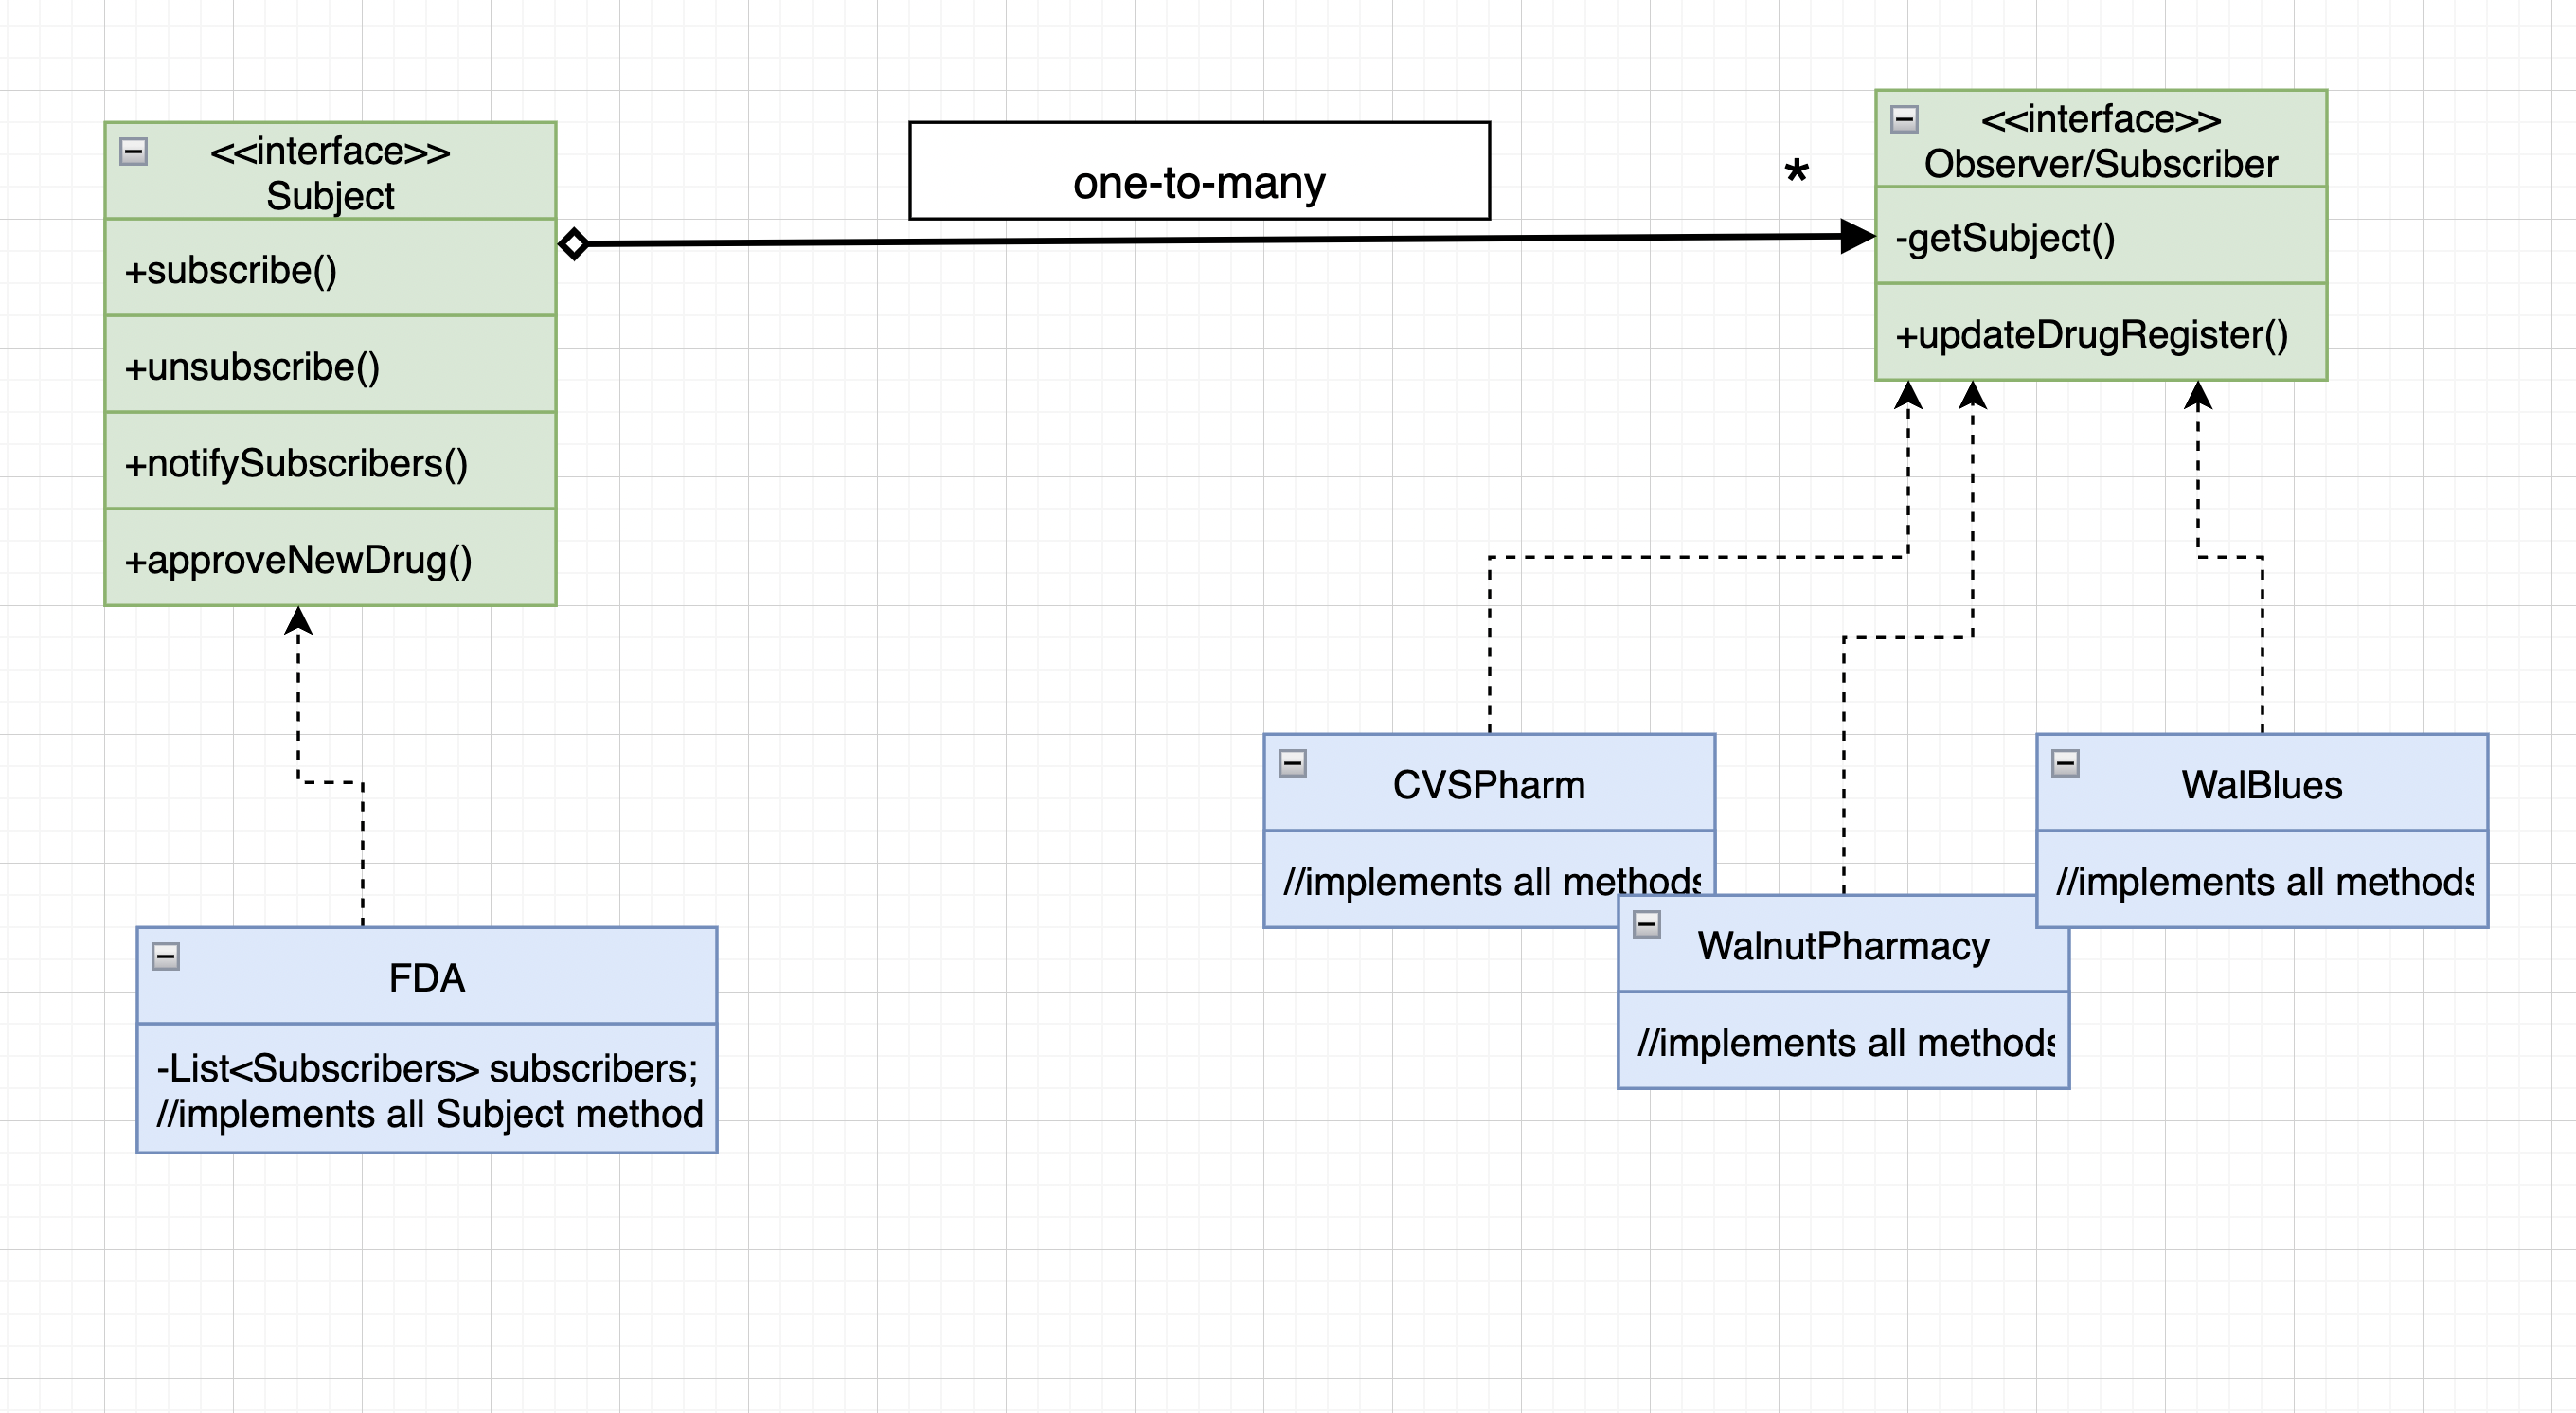 <<interface>>
Subject
+subscribe()
+unsubscribe()
+notifySubscribers()
+approveNewDrug()
one-to-many
*
<<interface>>
Observer/Subscriber
-getSubject()
+updateDrugRegister()
CVSPharm
//implements all methods
WalnutPharmacy
//implements all methods
WalBlues
//implements all methods
FDA
-List<Subscribers> subscribers;
//implements all Subject method